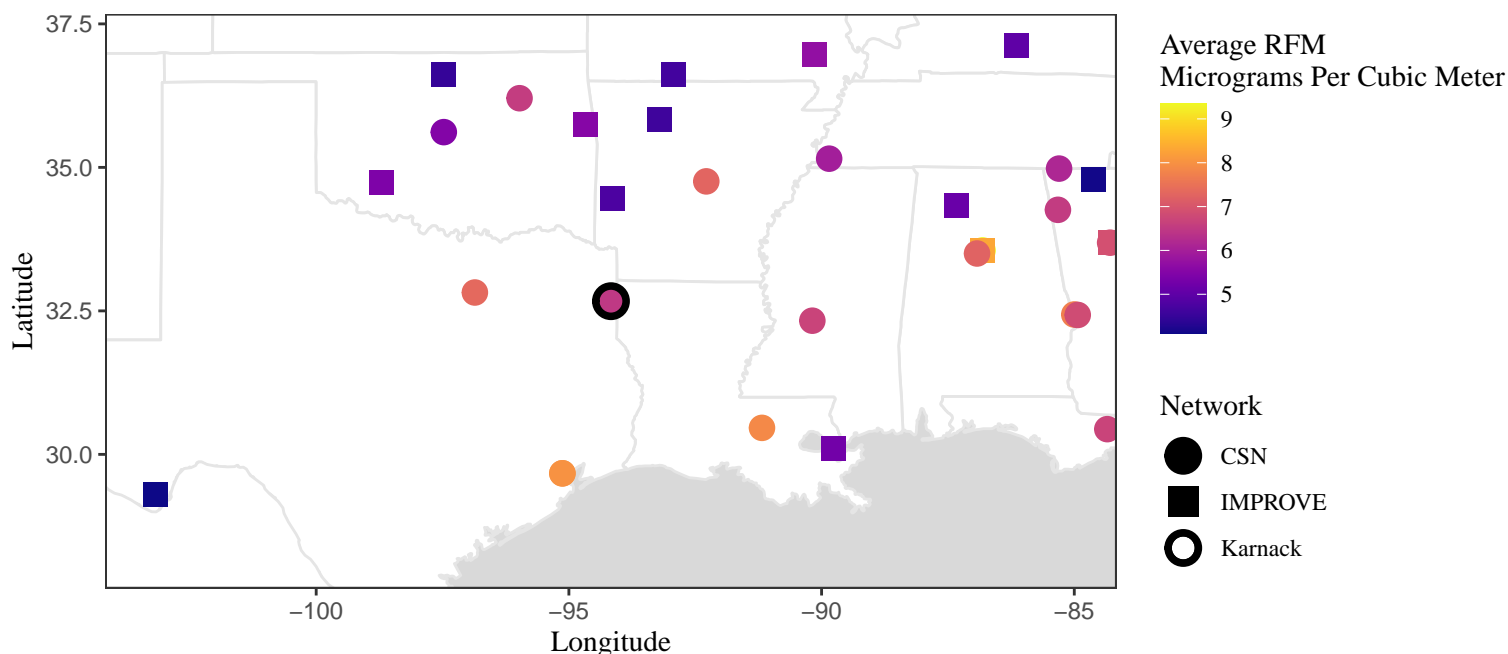 37.5
35.0
32.5
30.0
Latitude
−100
−95
−90
−85
Longitude
Average RFM
Micrograms Per Cubic Meter
9
8
7
6
5
Network
CSN
IMPROVE
Karnack